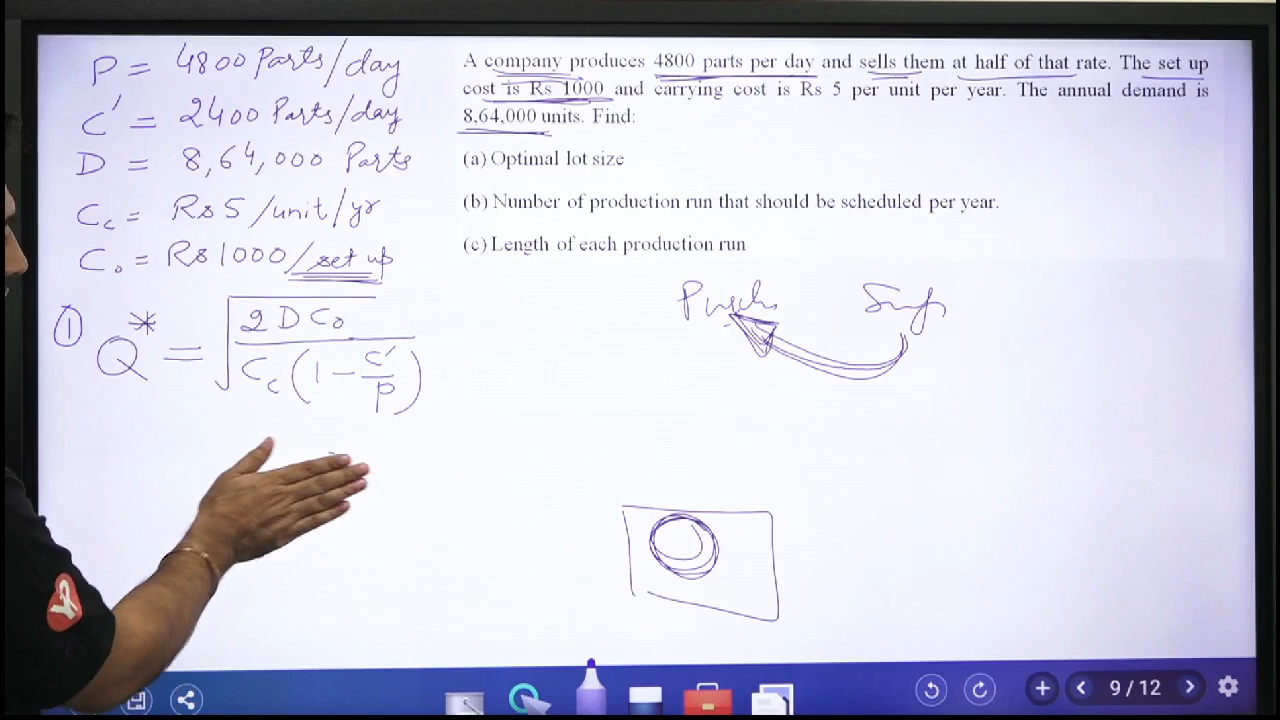 P = 4800 Parts/day
C' = 2400 Parts/day
D = 8,64,000 Parts
Cc = Rs 5 /unit/yr
Co = Rs 1000/set up
① Q* = √(2DCo / Cc(1 - C'/P))
A company produces 4800 parts per day and sells them at half of that rate. The set up
cost is Rs 1000 and carrying cost is Rs 5 per unit per year. The annual demand is
8,64,000 units. Find:
(a) Optimal lot size
(b) Number of production run that should be scheduled per year.
(c) Length of each production run
9 / 12